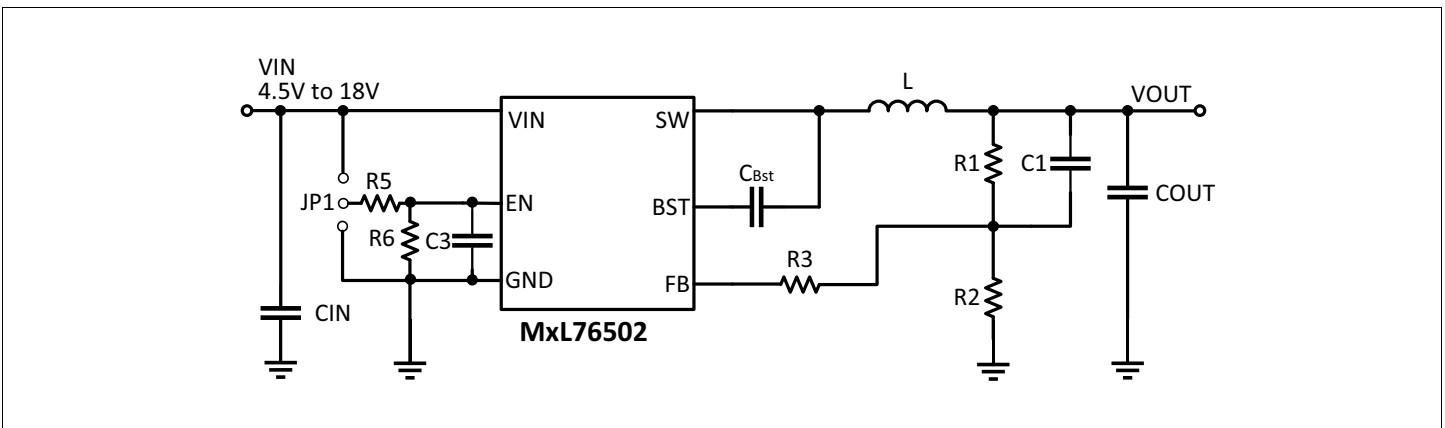 VIN
4.5V to 18V
L
VOUT
VIN
SW
R1
C1
CBst
R5
JP1
EN
BST
COUT
R6
C3
R3
GND
FB
R2
CIN
MxL76502